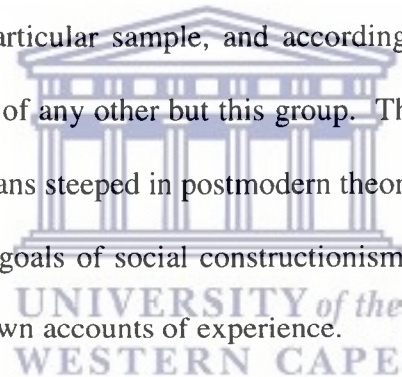 articular sample, and according
of any other but this group. Th
ans steeped in postmodern theor
goals of social constructionism
UNIVERSITY of the
wn accounts of experience.
WESTERN CAPE